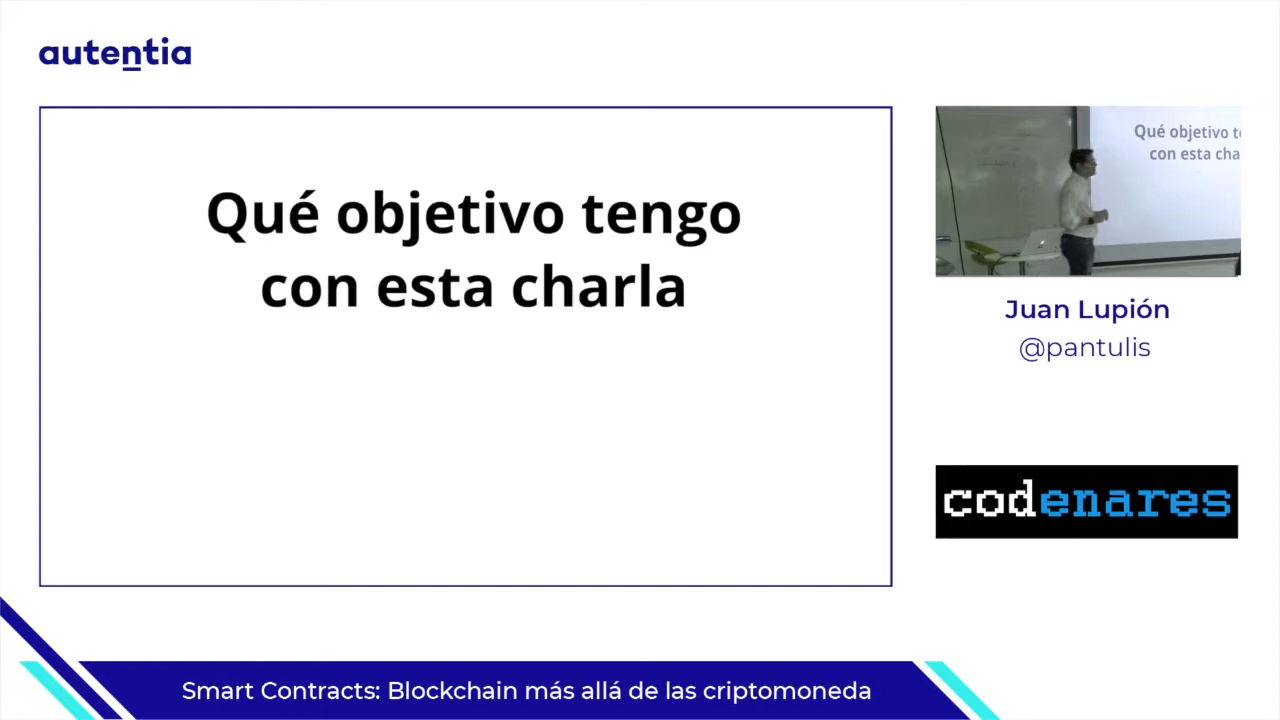 autentia
Qué objetivo tengo
con esta charla
Qué objetivo te
con esta cha
Juan Lupión
@pantulis
codenares
Smart Contracts: Blockchain más allá de las criptomoneda